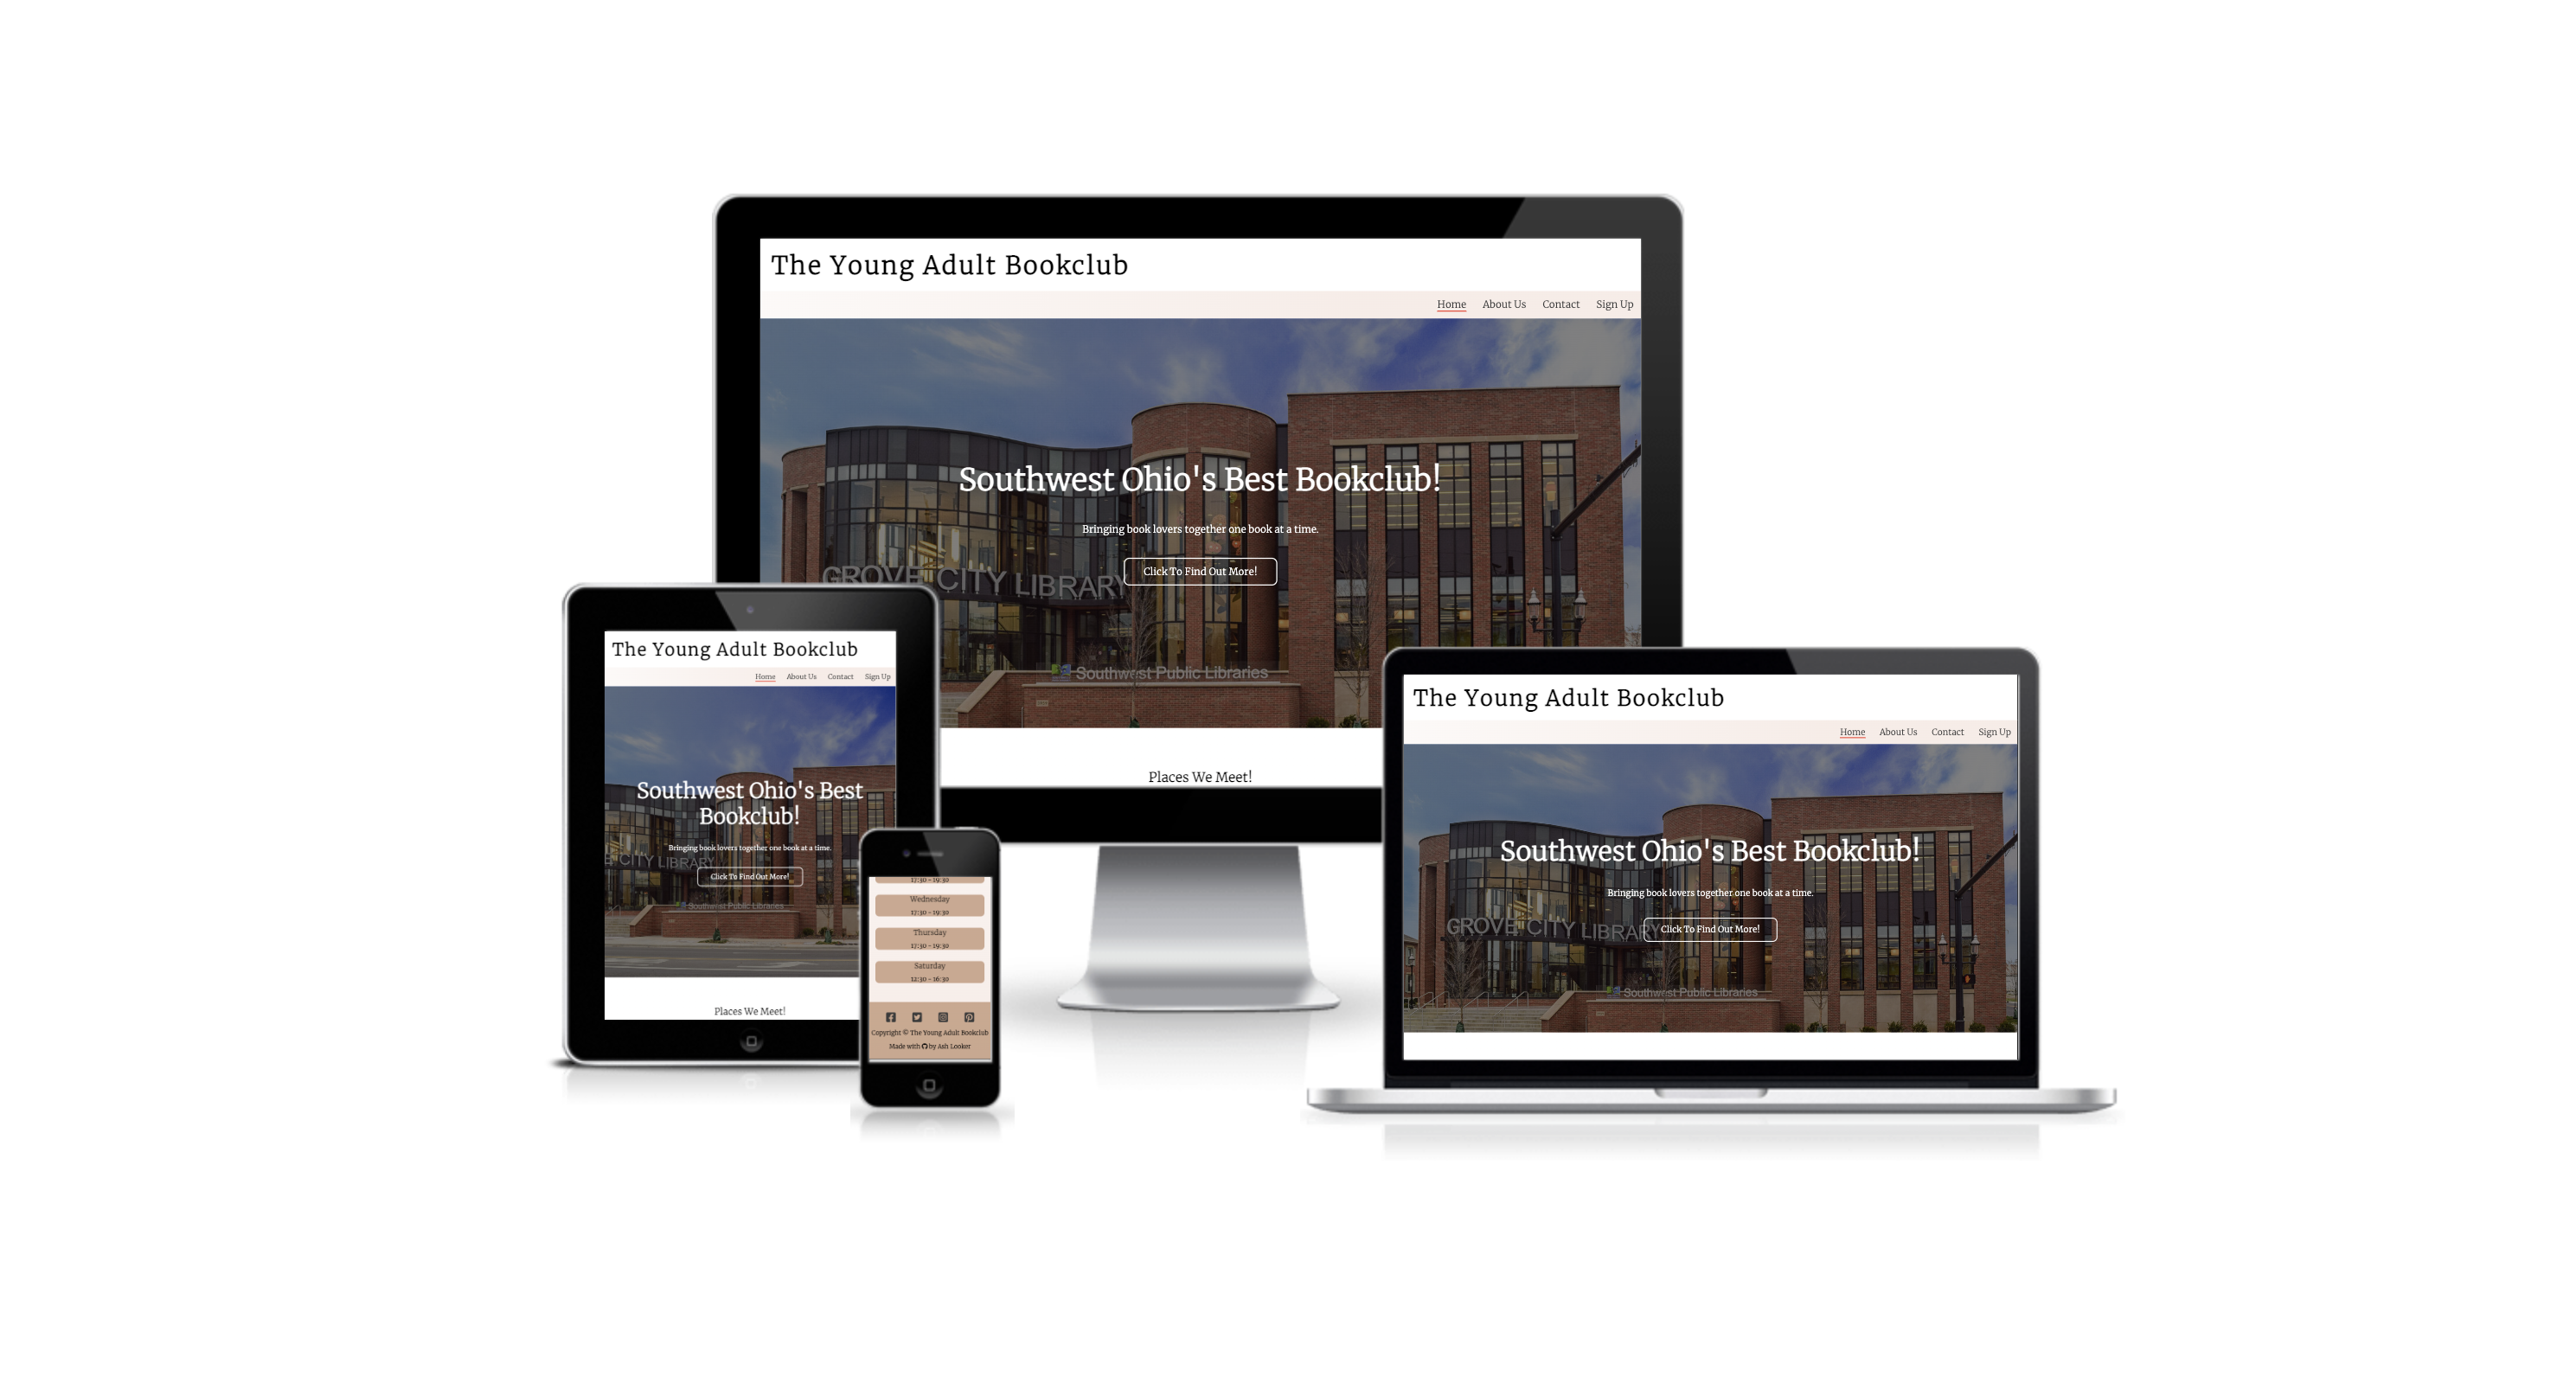 The Young Adult Bookclub
Home About Us Contact Sign Up
Southwest Ohio's Best Bookclub!
Bringing book lovers together one book at a time.
Click To Find Out More!
GROVE CITY LIBRARY
Southwest Public Libraries
Places We Meet!
The Young Adult Bookclub
Home About Us Contact Sign Up
Southwest Ohio's Best
Bookclub!
Bringing book lovers together one book at a time.
CITY LIBRARY
Click To Find Out More!
Southwest Public Libraries
Places We Meet!
17:30 - 19:30
Wednesday
17:30 - 19:30
Thursday
17:30 - 19:30
Saturday
12:30 - 16:30
Copyright © The Young Adult Bookclub
Made with by Ash Looker
The Young Adult Bookclub
Home About Us Contact Sign Up
Southwest Ohio's Best Bookclub!
Bringing book lovers together one book at a time.
GROVE CITY LIBRARY
Click To Find Out More!
Southwest Public Libraries